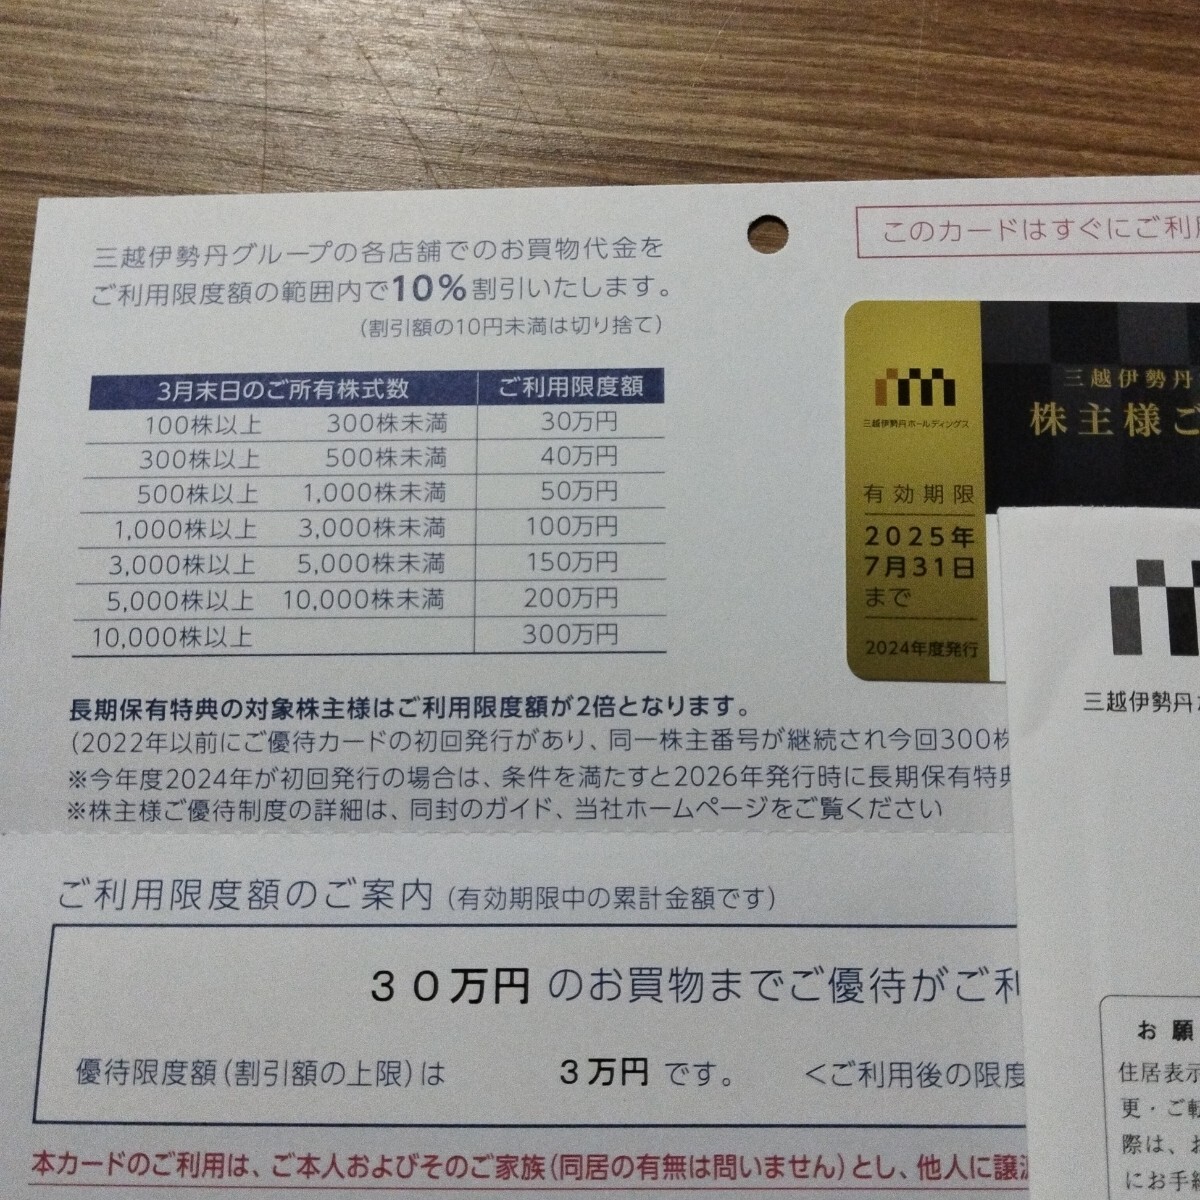 三越伊勢丹グループの各店舗でのお買物代金を
ご利用限度額の範囲内で10%割引いたします。
(割引額の10円未満は切り捨て)
3月末日のご所有株式数 ご利用限度額
100株以上 300株未満 30万円
300株以上 500株未満 40万円
500株以上 1,000株未満 50万円
1,000株以上 3,000株未満 100万円
3,000株以上 5,000株未満 150万円
5,000株以上 10,000株未満 200万円
10,000株以上 300万円
長期保有特典の対象株主様はご利用限度額が2倍となります。
(2022年以前にご優待カードの初回発行があり、同一株主番号が継続され今回300株
※今年度2024年が初回発行の場合は、条件を満たすと2026年発行時に長期保有特典
※株主様ご優待制度の詳細は、同封のガイド、当社ホームページをご覧ください
このカードはすぐにご利用
三越伊勢丹ホールディングス
三越伊勢丹
株主様ご
有効期限
2025年
7月31日
まで
2024年度発行
ご利用限度額のご案内 (有効期限中の累計金額です)
30万円 のお買物までご優待がご利
優待限度額(割引額の上限)は 3万円 です。 <ご利用後の限度
本カードのご利用は、ご本人およびそのご家族(同居の有無は問いません)とし、他人に譲
三越伊勢丹
お願
住居表示
更・ご転
際は、お
にお手続